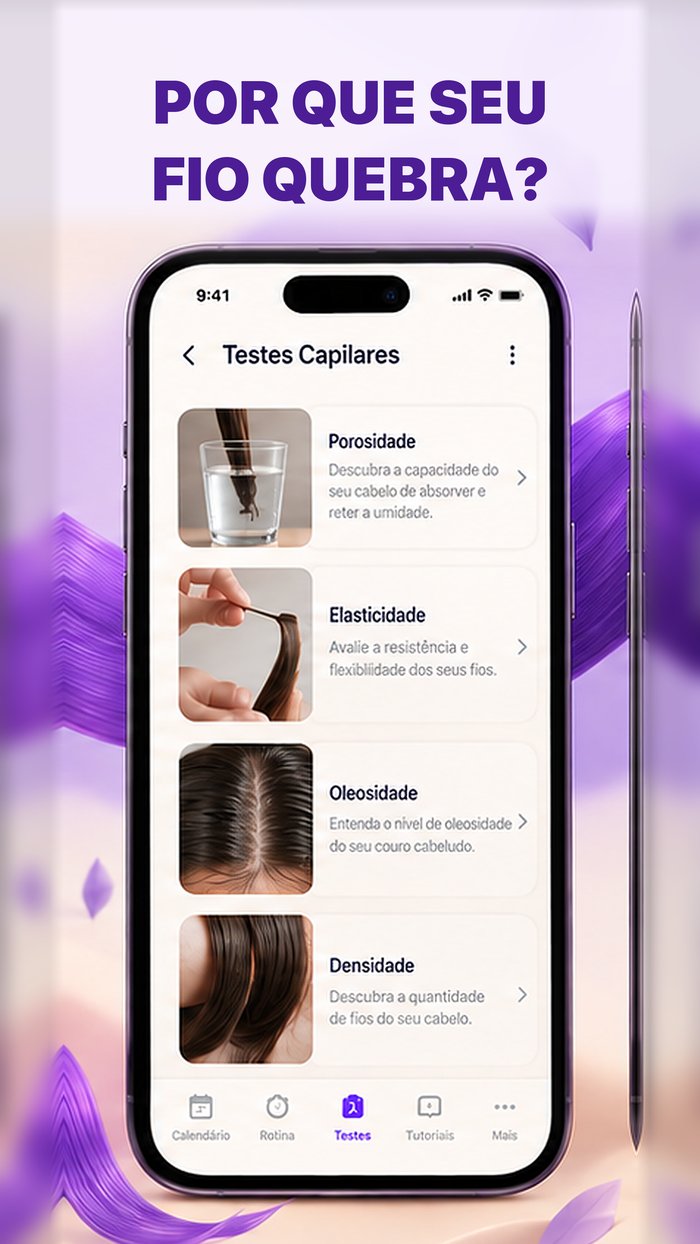 POR QUE SEU
FIO QUEBRA?
9:41
Testes Capilares
Porosidade
Descubra a capacidade do
seu cabelo de absorver e
reter a umidade.
Elasticidade
Avalie a resistência e
flexibliidade dos seus fios.
Oleosidade
Entenda o nivel de oleosidade
do seu couro cabeludo.
Densidade
Descubra a quantidade
de fios do seu cabelo.
Calendário
Rotina
Testes
Tutoriais
Mais